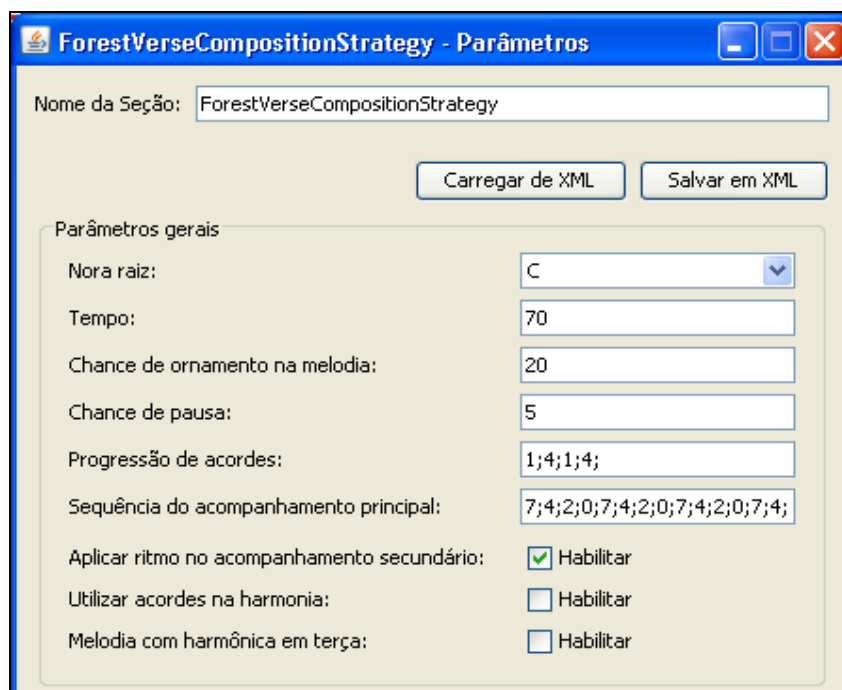 ForestVerseCompositionStrategy - Parâmetros
Nome da Seção: ForestVerseCompositionStrategy
Carregar de XML Salvar em XML
Parâmetros gerais
Nora raiz: C
Tempo: 70
Chance de ornamento na melodia: 20
Chance de pausa: 5
Progressão de acordes: 1;4;1;4;
Sequência do acompanhamento principal: 7;4;2;0;7;4;2;0;7;4;2;0;7;4;
Aplicar ritmo no acompanhamento secundário: Habilitar
Utilizar acordes na harmonia: Habilitar
Melodia com harmônica em terça: Habilitar